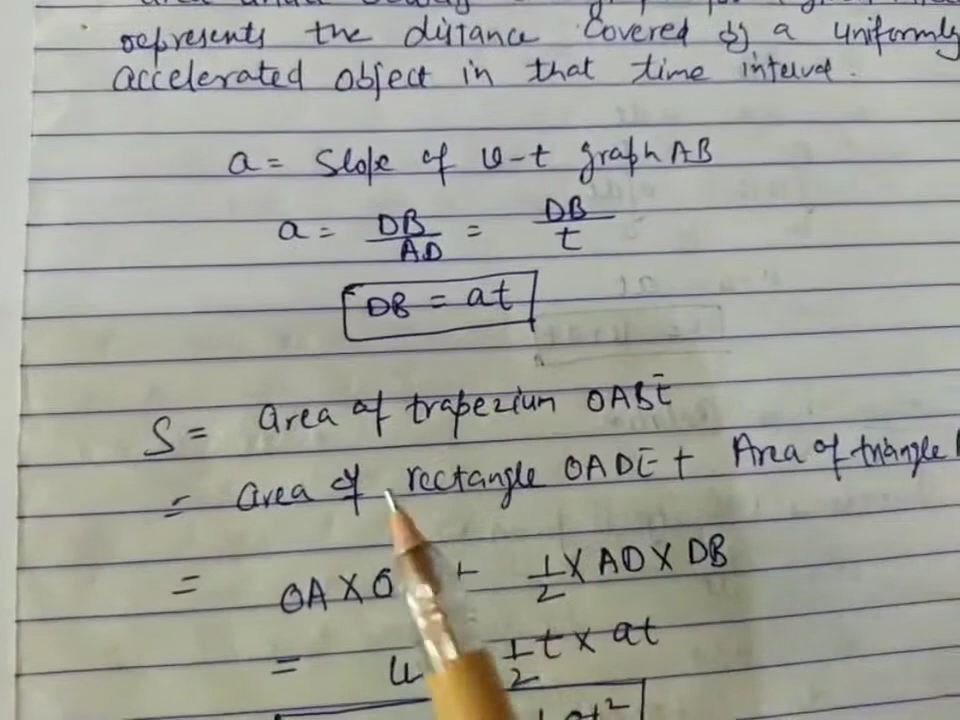 represents the distance covered by a uniformly
accelerated object in that time interval.
a = Slope of v-t graph AB
a = DB/AD = DB/t
DB = at
S = area of trapezium OABE
= area of rectangle OADE + Area of triangle
= OA X O + 1/2 X AD X DB
= u 1/2 t x at
at²